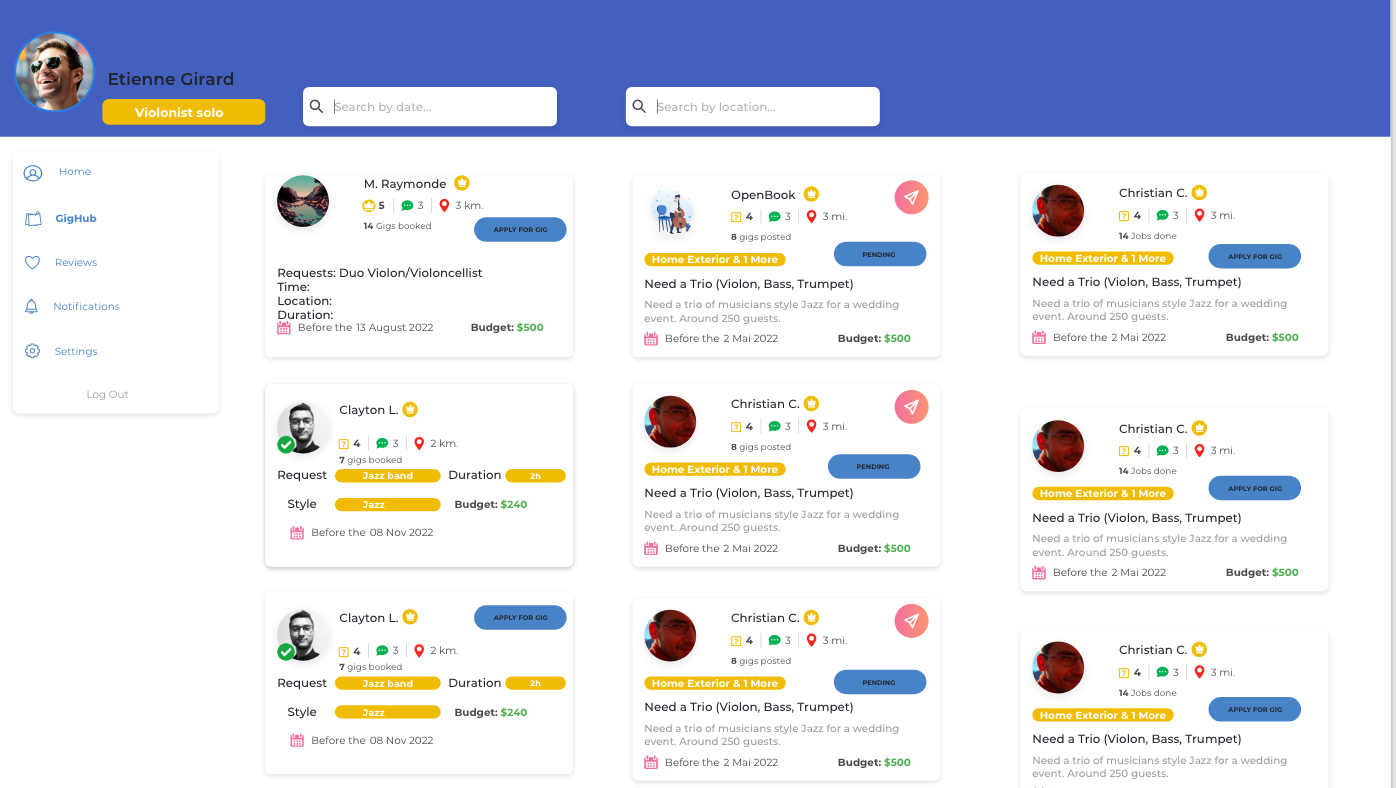 Etienne Girard
Violonist solo
Search by date...
Search by location...
Home
GigHub
Reviews
Notifications
Settings
Log Out
M. Raymonde
5 3 3 km.
14 Gigs booked
APPLY FOR GIG
Requests: Duo Violon/Violoncellist
Time:
Location:
Duration:
Before the 13 August 2022 Budget: $500
Clayton L.
4 3 2 km.
7 gigs booked
Request Jazz band Duration 2h
Style Jazz Budget: $240
Before the 08 Nov 2022
Clayton L.
APPLY FOR GIG
4 3 2 km.
7 gigs booked
Request Jazz band Duration 2h
Style Jazz Budget: $240
Before the 08 Nov 2022
OpenBook
? 4 3 3 mi.
8 gigs posted
PENDING
Home Exterior & 1 More
Need a Trio (Violon, Bass, Trumpet)
Need a trio of musicians style Jazz for a wedding
event. Around 250 guests.
Before the 2 Mai 2022 Budget: $500
Christian C.
? 4 3 3 mi.
8 gigs posted
PENDING
Home Exterior & 1 More
Need a Trio (Violon, Bass, Trumpet)
Need a trio of musicians style Jazz for a wedding
event. Around 250 guests.
Before the 2 Mai 2022 Budget: $500
Christian C.
? 4 3 3 mi.
8 gigs posted
PENDING
Home Exterior & 1 More
Need a Trio (Violon, Bass, Trumpet)
Need a trio of musicians style Jazz for a wedding
event. Around 250 guests.
Before the 2 Mai 2022 Budget: $500
Christian C.
? 4 3 3 mi.
14 Jobs done
APPLY FOR GIG
Home Exterior & 1 More
Need a Trio (Violon, Bass, Trumpet)
Need a trio of musicians style Jazz for a wedding
event. Around 250 guests.
Before the 2 Mai 2022 Budget: $500
Christian C.
? 4 3 3 mi.
14 Jobs done
APPLY FOR GIG
Home Exterior & 1 More
Need a Trio (Violon, Bass, Trumpet)
Need a trio of musicians style Jazz for a wedding
event. Around 250 guests.
Before the 2 Mai 2022 Budget: $500
Christian C.
? 4 3 3 mi.
14 Jobs done
APPLY FOR GIG
Home Exterior & 1 More
Need a Trio (Violon, Bass, Trumpet)
Need a trio of musicians style Jazz for a wedding
event. Around 250 guests.